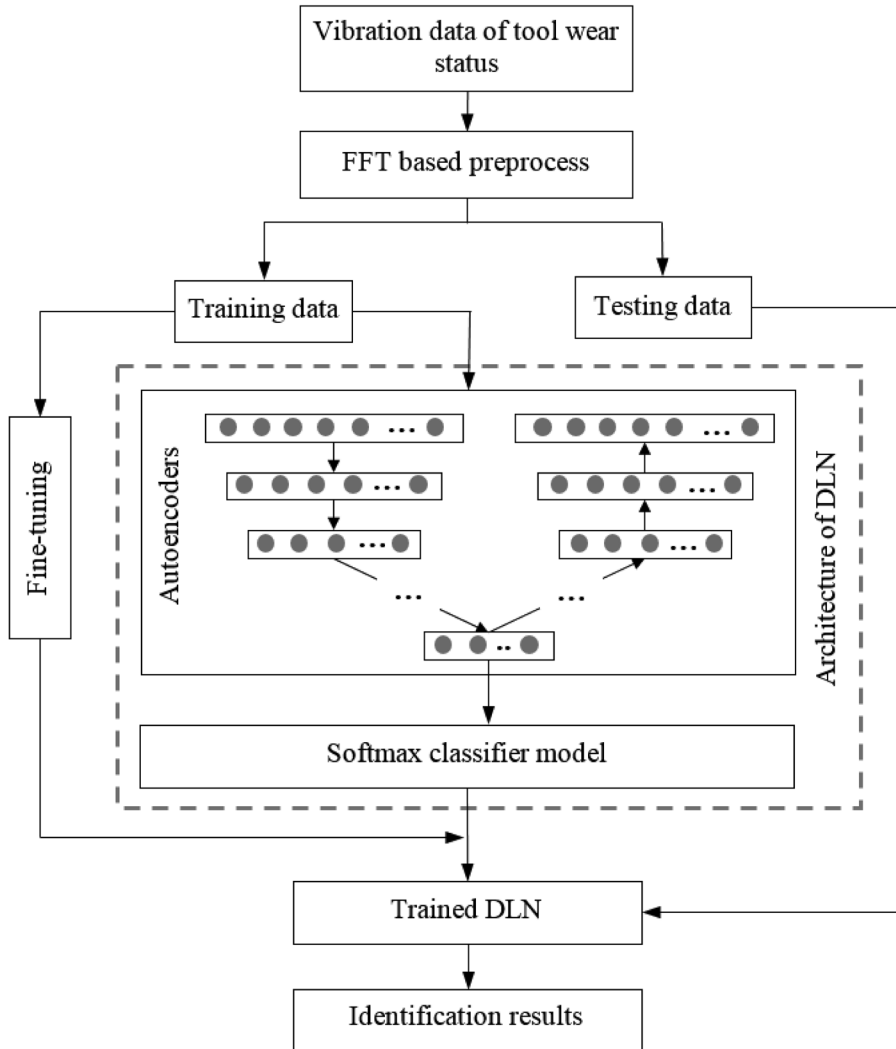 Vibration data of tool wear
status
FFT based preprocess
Training data
Testing data
Fine-tuning
Autoencoders
...
...
...
...
...
...
...
...
..
Architecture of DLN
Softmax classifier model
Trained DLN
Identification results